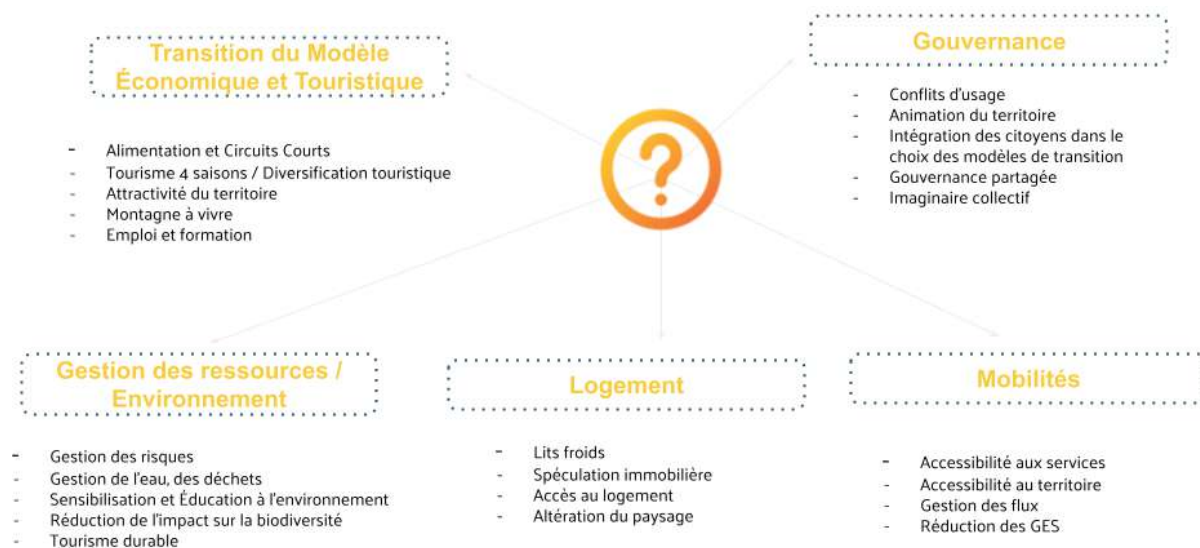 Transition du Modèle
Économique et Touristique
- Alimentation et Circuits Courts
- Tourisme 4 saisons / Diversification touristique
- Attractivité du territoire
- Montagne à vivre
- Emploi et formation
?
Gouvernance
- Conflits d'usage
- Animation du territoire
- Intégration des citoyens dans le
choix des modèles de transition
- Gouvernance partagée
- Imaginaire collectif
Gestion des ressources /
Environnement
- Gestion des risques
- Gestion de l'eau, des déchets
- Sensibilisation et Éducation à l'environnement
- Réduction de l'impact sur la biodiversité
- Tourisme durable
Logement
- Lits froids
- Spéculation immobilière
- Accès au logement
- Altération du paysage
Mobilités
- Accessibilité aux services
- Accessibilité au territoire
- Gestion des flux
- Réduction des GES